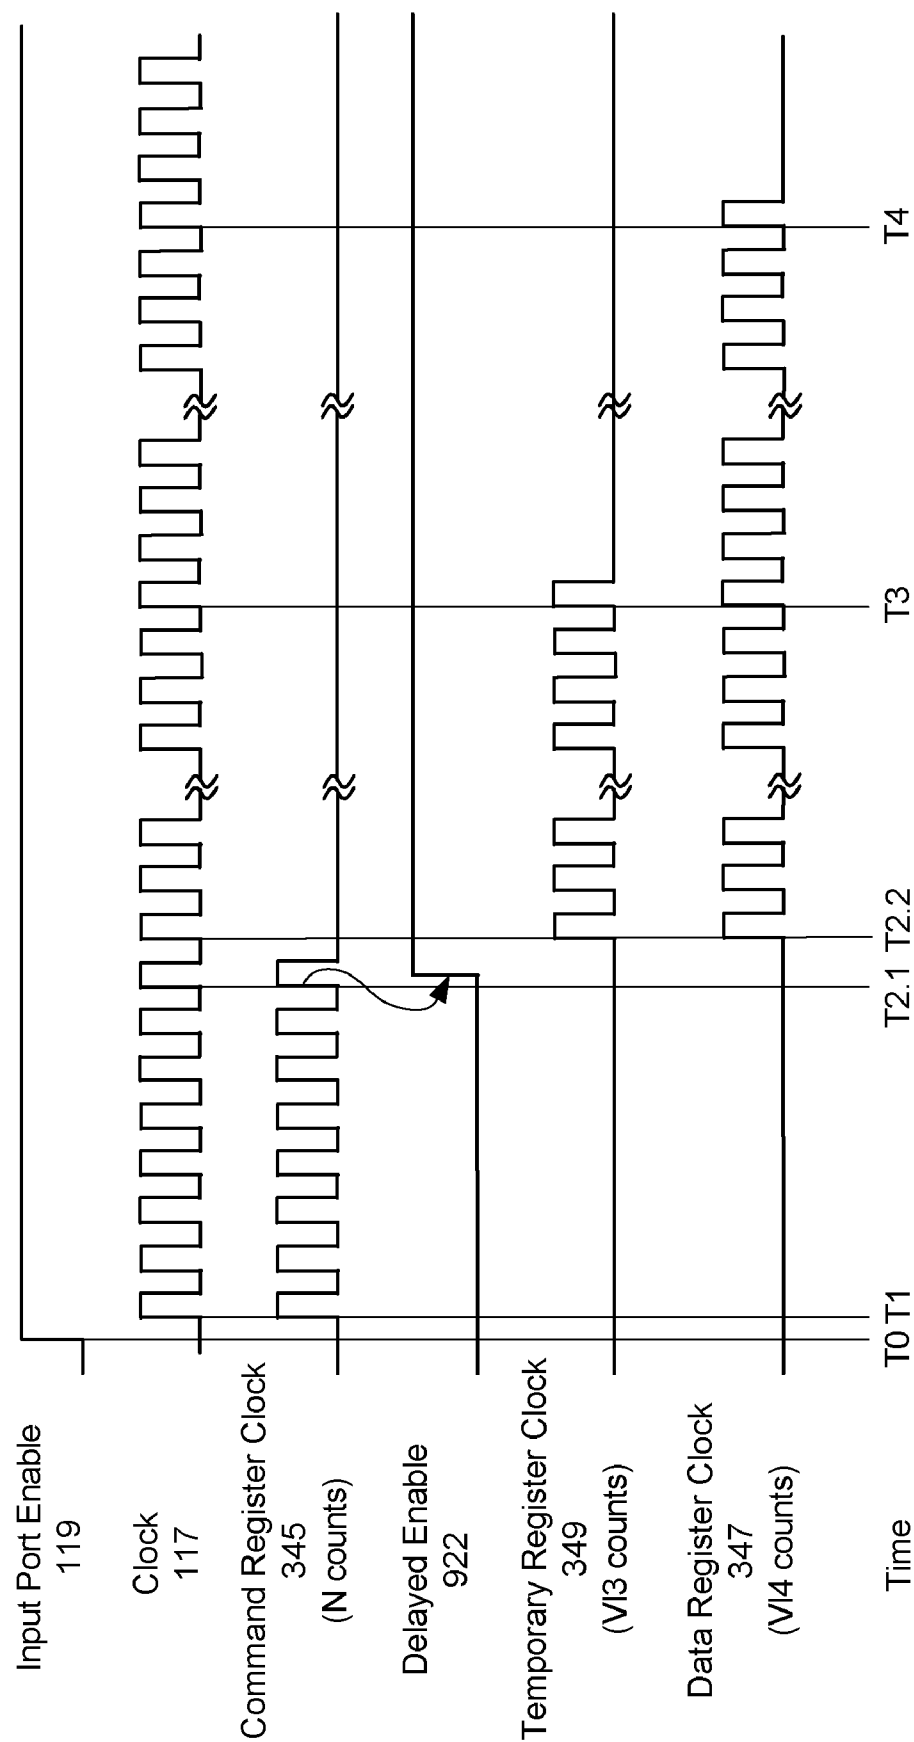 Input Port Enable
119
Clock
117
Command Register Clock
345
(N counts)
Delayed Enable
922
Temporary Register Clock
349
(VI3 counts)
Data Register Clock
347
(VI4 counts)
Time
T0 T1 T2.1 T2.2 T3 T4